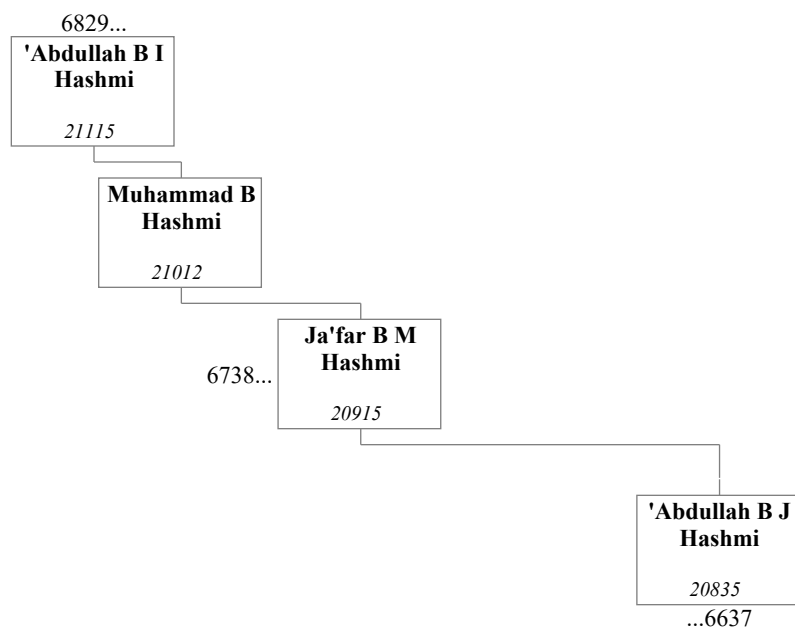 6829...
'Abdullah B I
Hashmi
21115
Muhammad B
Hashmi
21012
Ja'far B M
Hashmi
6738...
20915
'Abdullah B J
Hashmi
20835
...6637